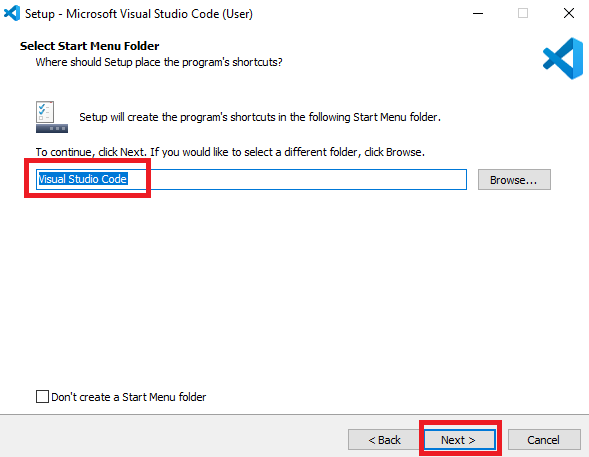 Setup - Microsoft Visual Studio Code (User)
Select Start Menu Folder
Where should Setup place the program's shortcuts?
Setup will create the program's shortcuts in the following Start Menu folder.
To continue, click Next. If you would like to select a different folder, click Browse.
Visual Studio Code
Browse...
Don't create a Start Menu folder
< Back
Next >
Cancel